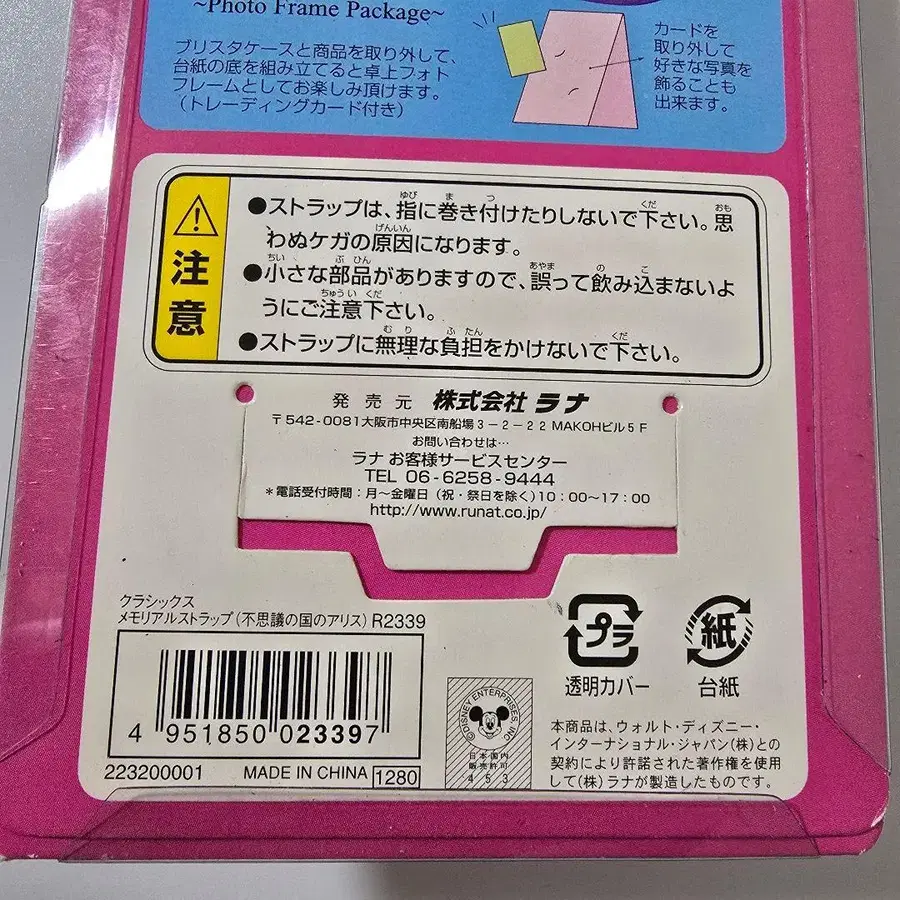 ~Photo Frame Package~
ブリスタケースと商品を取り外して、
台紙の底を組み立てると卓上フォト
フレームとしてお楽しみ頂けます。
(トレーディングカード付き)
カードを
取り外して
好きな写真を
飾ることも
出来ます。
注意
●ストラップは、指に巻き付けたりしないで下さい。思
わぬケガの原因になります。
●小さな部品がありますので、誤って飲み込まないよ
うにご注意下さい。
●ストラップに無理な負担をかけないで下さい。
発売元 株式会社 ラナ
〒542-0081大阪市中央区南船場3-2-22 MAKOHビル5F
お問い合わせは…
ラナ お客様サービスセンター
TEL 06-6258-9444
*電話受付時間:月~金曜日(祝・祭日を除く)10:00~17:00
http://www.runat.co.jp/
クラシックス
メモリアルストラップ(不思議の国のアリス) R2339
4 951850 023397
223200001 MADE IN CHINA 1280
©DISNEY ENTERPRISES, INC.
日本国内
販売許可
453
プラ
透明カバー
紙
台紙
本商品は、ウォルト・ディズニー・
インターナショナル・ジャパン(株)との
契約により許諾された著作権を使用
して(株)ラナが製造したものです。